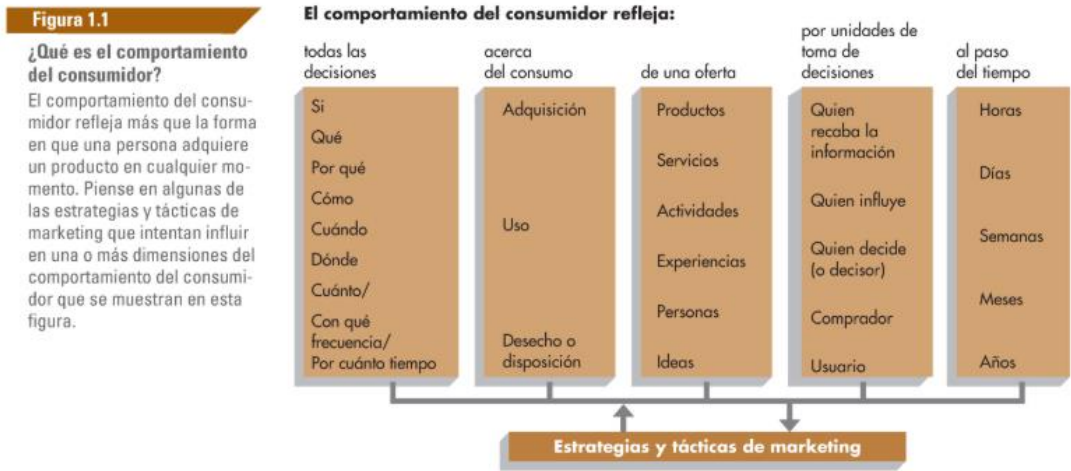 Figura 1.1
¿Qué es el comportamiento
del consumidor?
El comportamiento del consu-
midor refleja más que la forma
en que una persona adquiere
un producto en cualquier mo-
mento. Piense en algunas de
las estrategias y tácticas de
marketing que intentan influir
en una o más dimensiones del
comportamiento del consumi-
dor que se muestran en esta
figura.
El comportamiento del consumidor refleja:
todas las
decisiones
Si
Qué
Por qué
Cómo
Cuándo
Dónde
Cuánto/
Con qué
frecuencia/
Por cuánto tiempo
acerca
del consumo
Adquisición
Uso
Desecho o
disposición
de una oferta
Productos
Servicios
Actividades
Experiencias
Personas
Ideas
por unidades de
toma de
decisiones
Quien
recaba la
información
Quien influye
Quien decide
(o decisor)
Comprador
Usuario
al paso
del tiempo
Horas
Días
Semanas
Meses
Años
Estrategias y tácticas de marketing